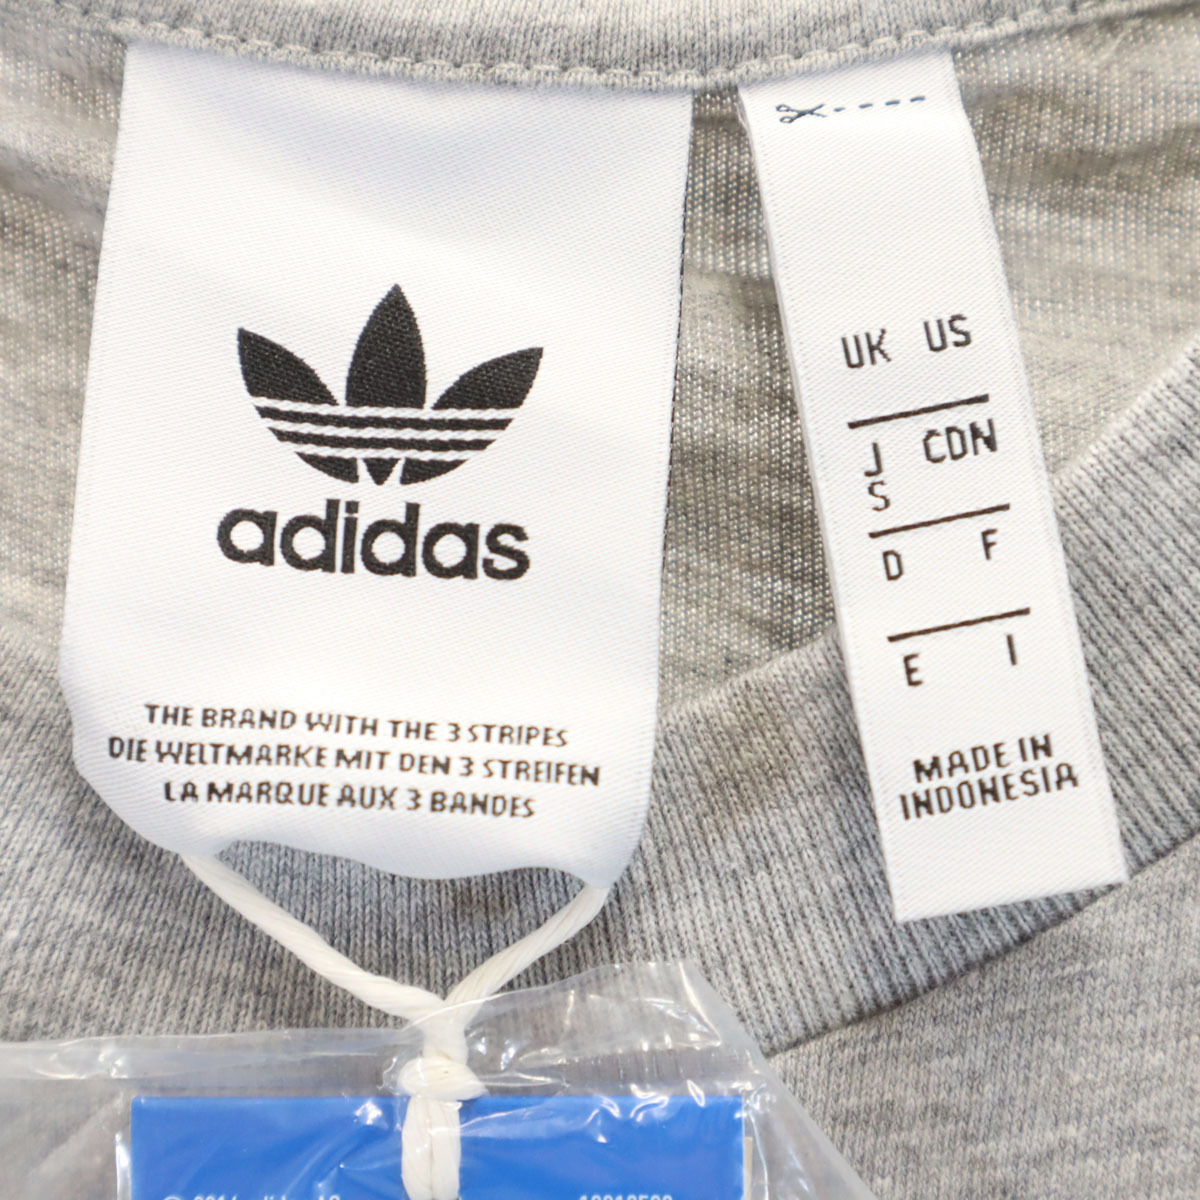 adidas
THE BRAND WITH THE 3 STRIPES
DIE WELTMARKE MIT DEN 3 STREIFEN
LA MARQUE AUX 3 BANDES
UK US
J CDN
S
D F
E I
MADE IN
INDONESIA